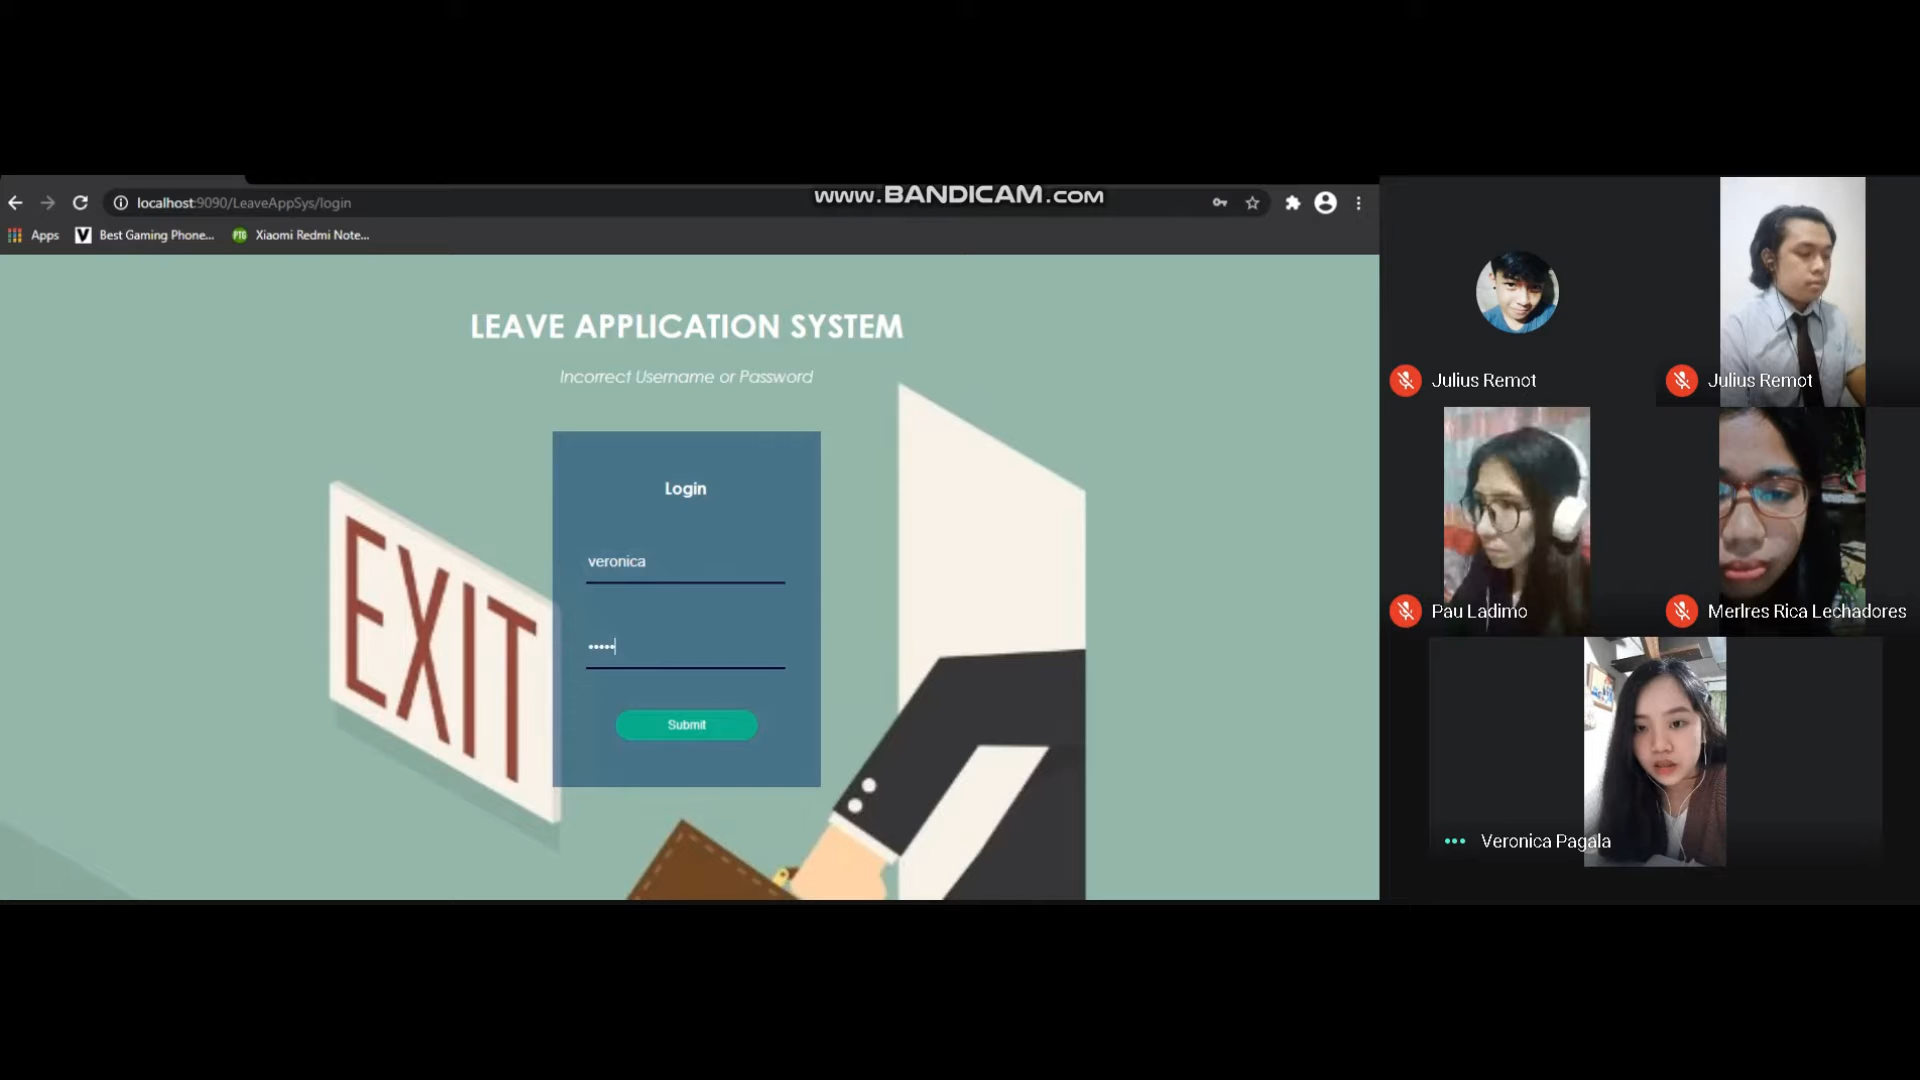 localhost:9090/LeaveAppSys/login
www.BANDICAM.com
Apps
Best Gaming Phone...
Xiaomi Redmi Note...
LEAVE APPLICATION SYSTEM
Incorrect Username or Password
Login
veronica
•••••
Submit
EXIT
Julius Remot
Julius Remot
Pau Ladimo
Merlres Rica Lechadores
Veronica Pagala